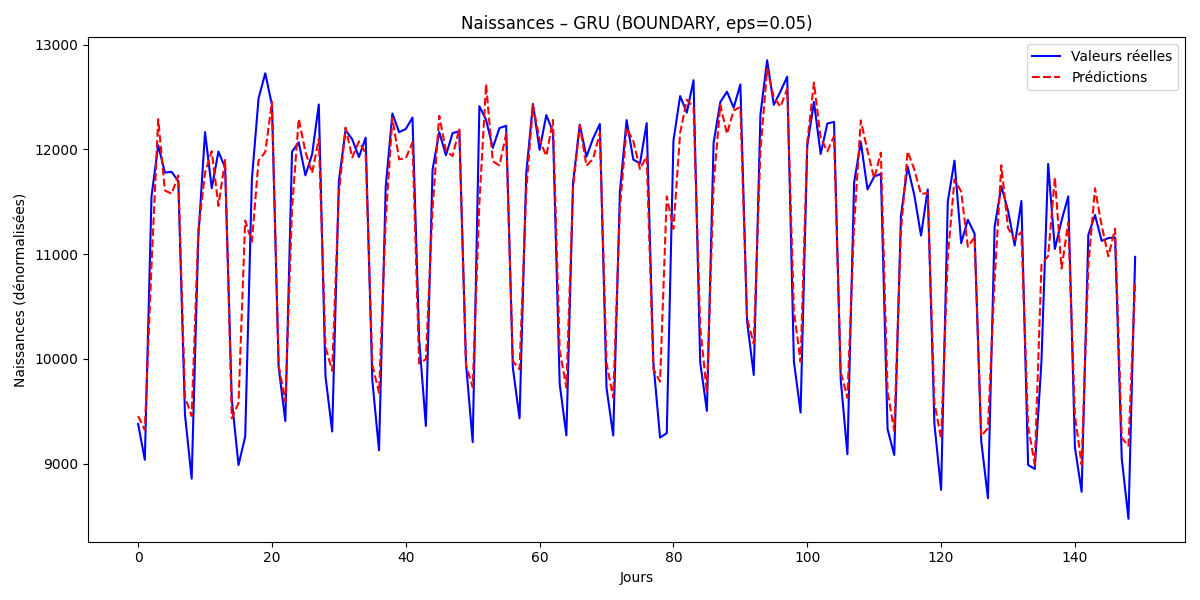 Naissances – GRU (BOUNDARY, eps=0.05)
Valeurs réelles
Prédictions
13000
12000
11000
10000
9000
Naissances (dénormalisées)
0 20 40 60 80 100 120 140
Jours